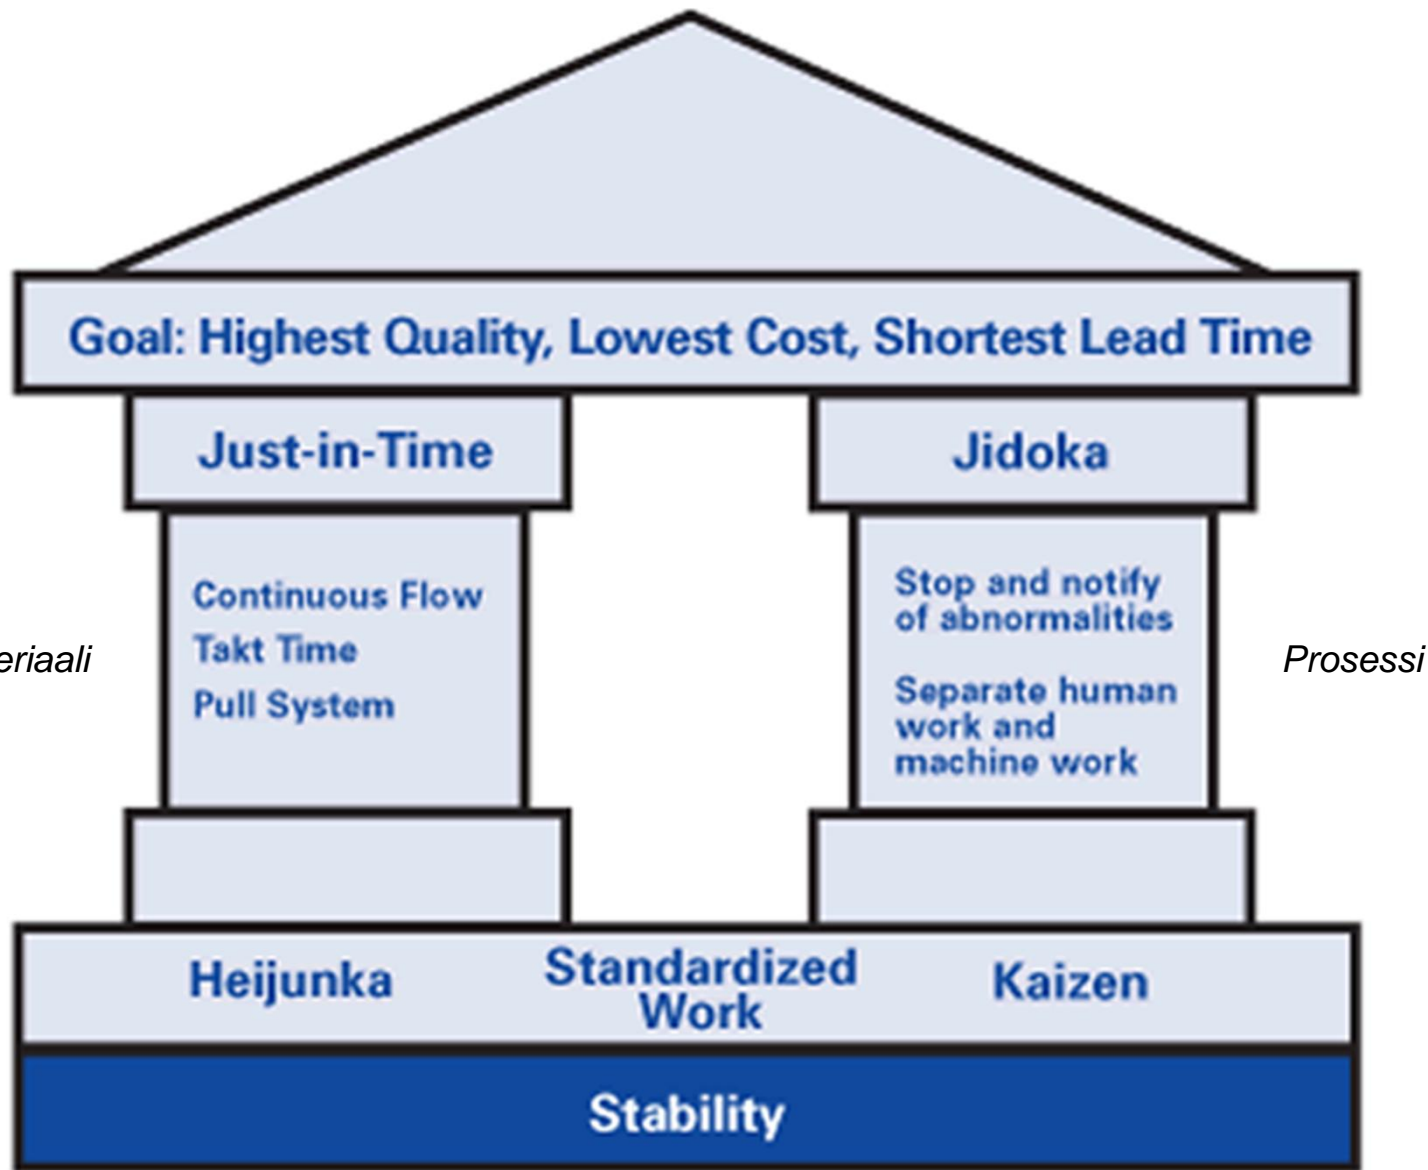 Goal: Highest Quality, Lowest Cost, Shortest Lead Time
Just-in-Time
Jidoka
Continuous Flow
Takt Time
Pull System
Stop and notify
of abnormalities
Separate human
work and
machine work
eriaali
Prosessi
Heijunka
Standardized
Work
Kaizen
Stability